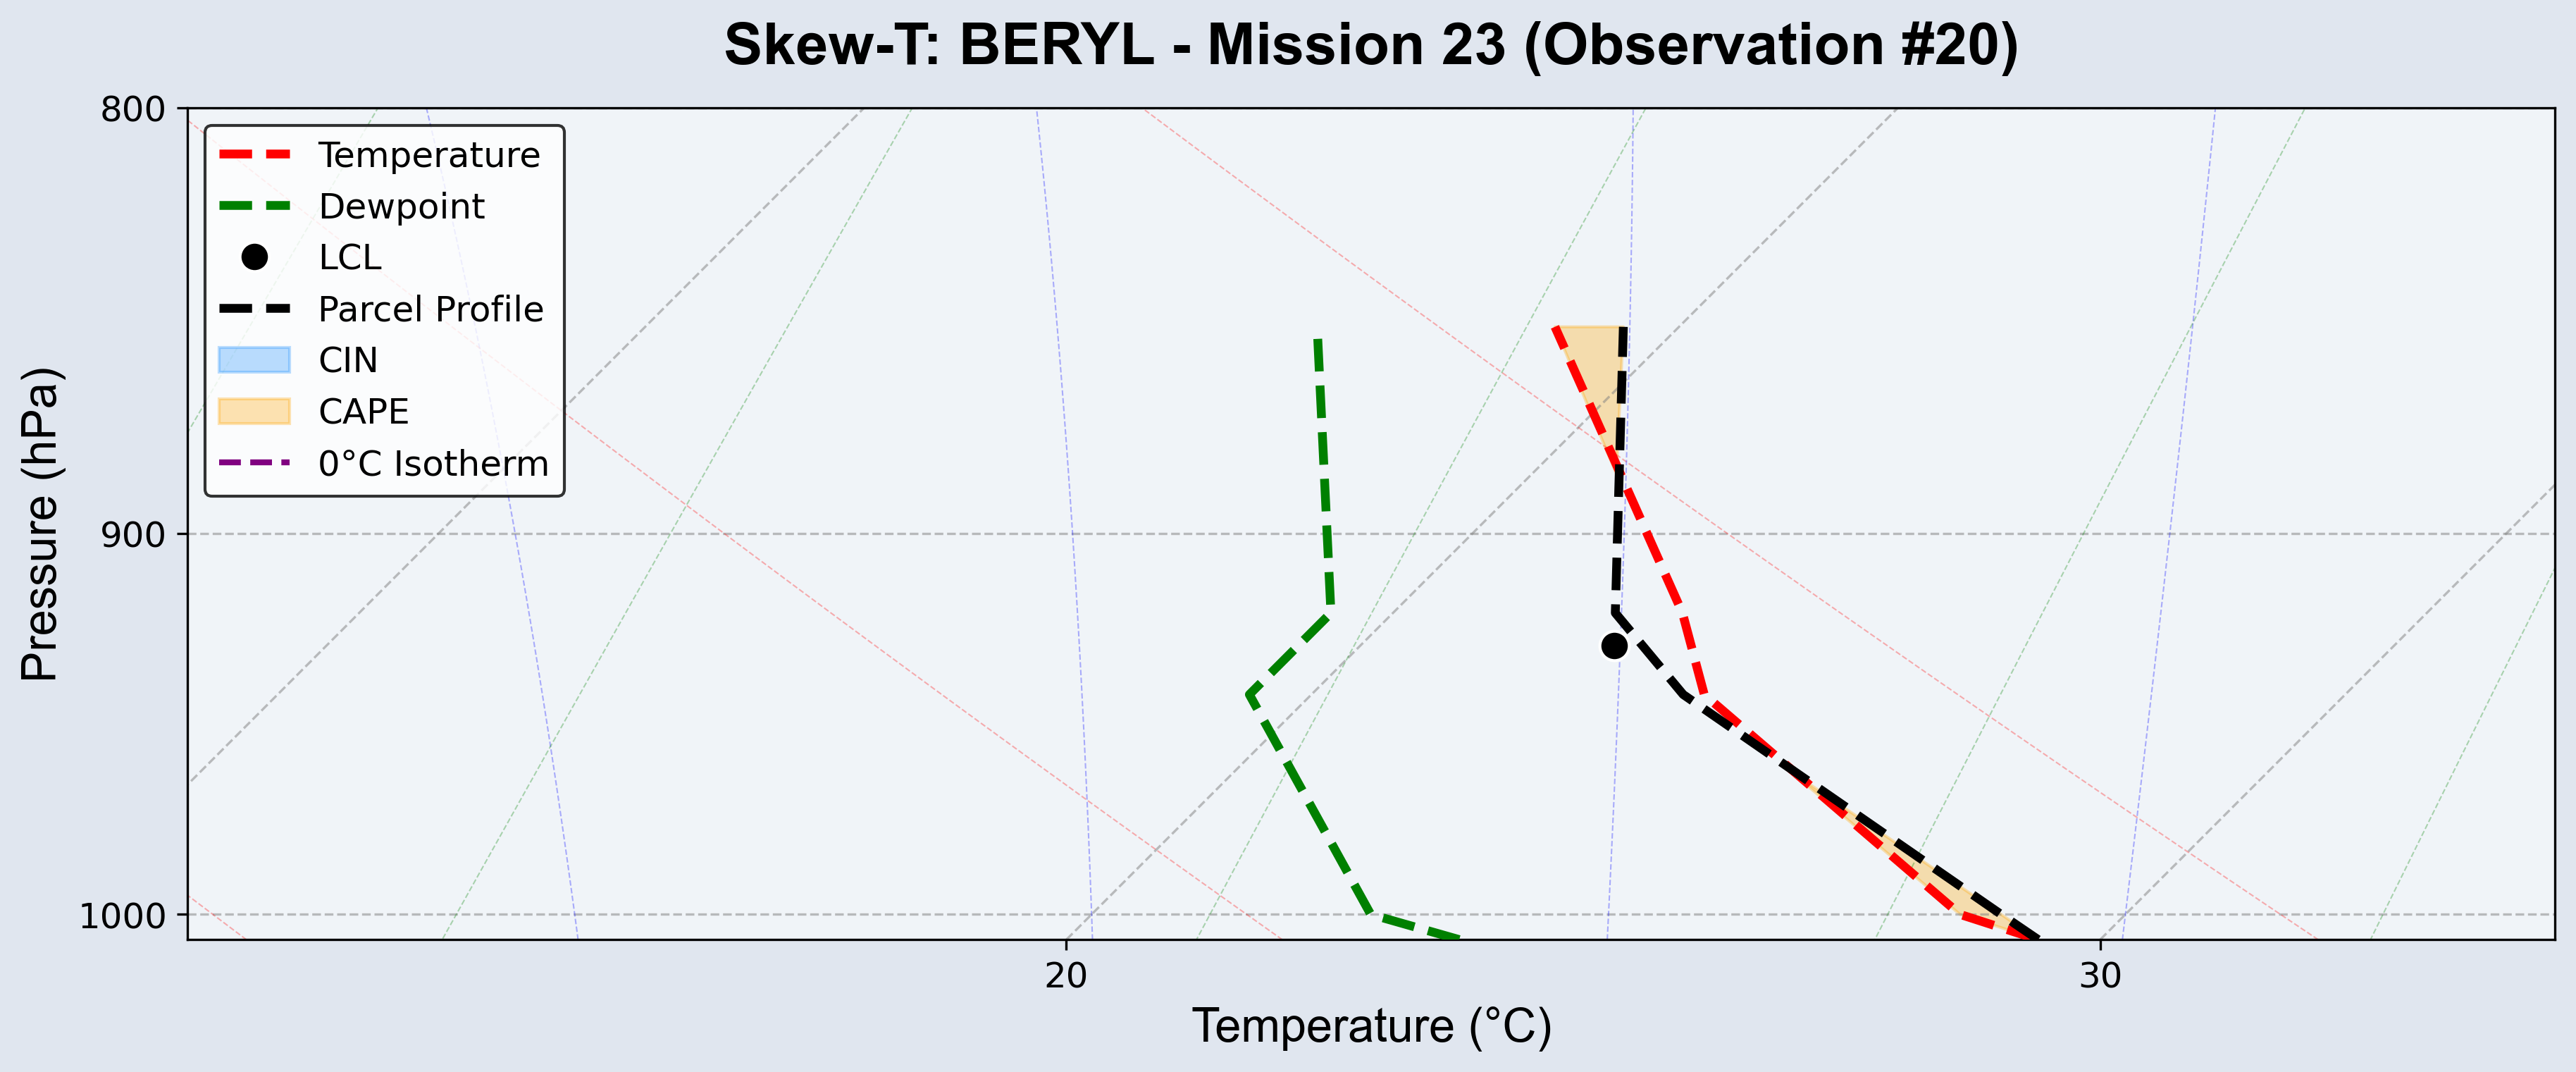 Skew-T: BERYL - Mission 23 (Observation #20)
800
900
1000
Pressure (hPa)
Temperature
Dewpoint
LCL
Parcel Profile
CIN
CAPE
0°C Isotherm
20
30
Temperature (°C)